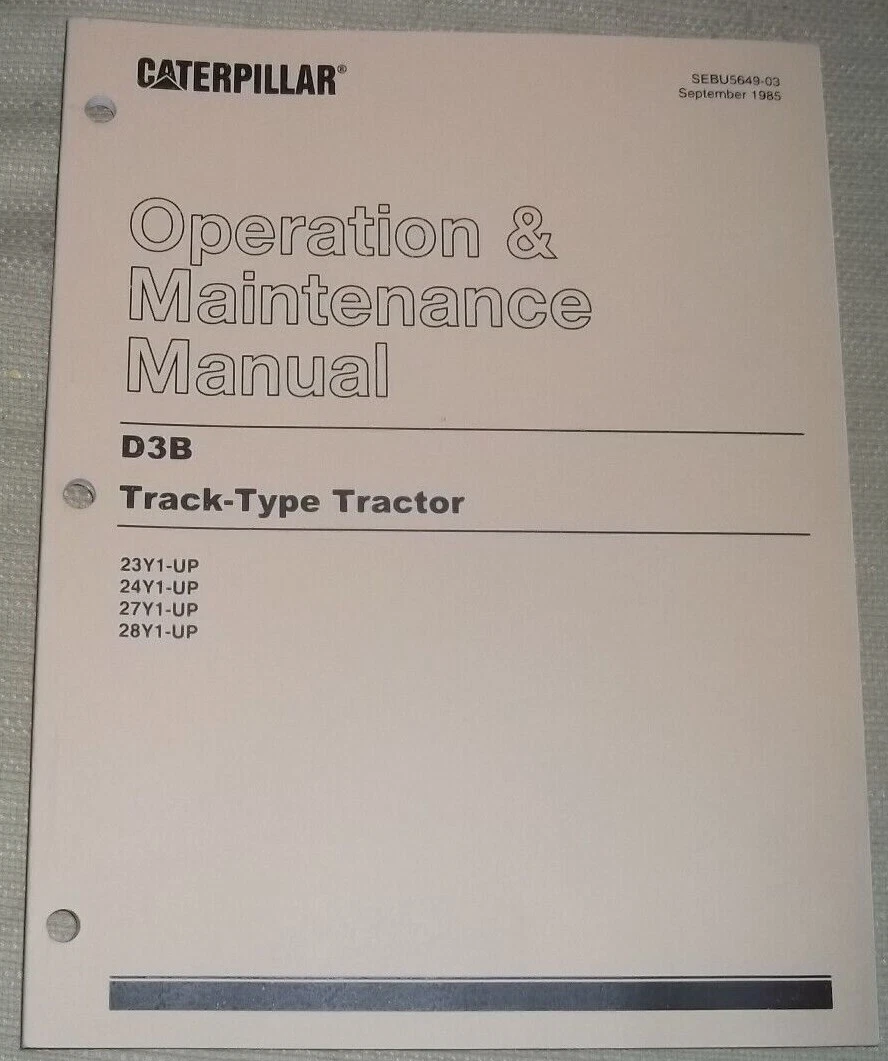 CATERPILLAR®
SEBU5649-03
September 1985
Operation &
Maintenance
Manual
D3B
Track-Type Tractor
23Y1-UP
24Y1-UP
27Y1-UP
28Y1-UP